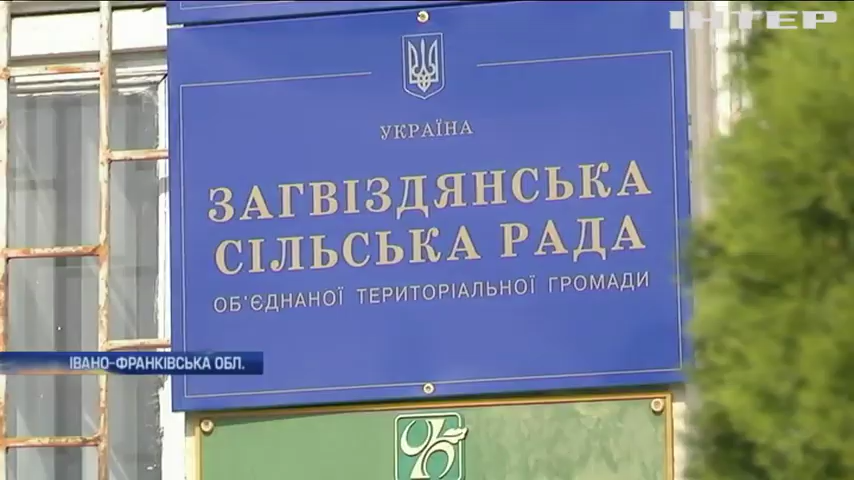 ІНТЕР
УКРАЇНА
ЗАГВІЗДЯНСЬКА
СІЛЬСЬКА РАДА
ОБ'ЄДНАНОЇ ТЕРИТОРІАЛЬНОЇ ГРОМАДИ
ІВАНО-ФРАНКІВСЬКА ОБЛ.